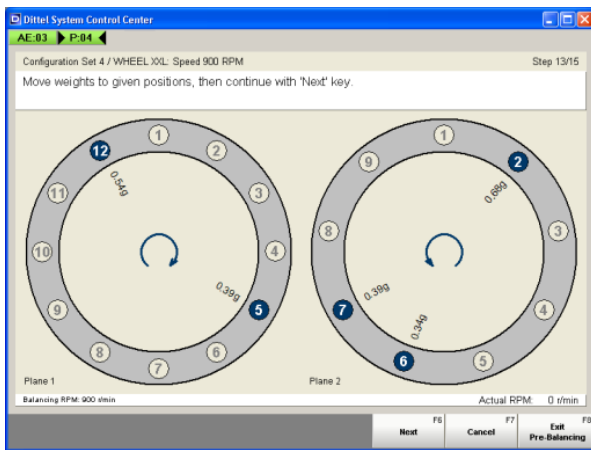 Dittel System Control Center
AE:03 P:04
Configuration Set 4 / WHEEL XXL: Speed 900 RPM Step 13/15
Move weights to given positions, then continue with 'Next' key.
1 2 3 4 5 6 7 8 9 10 11 12
0.54g
0.39g
Plane 1
1 2 3 4 5 6 7 8 9
0.68g
0.39g
0.34g
Plane 2
Balancing RPM: 900 r/min Actual RPM: 0 r/min
F6 F7 F8
Next Cancel Exit
Pre-Balancing